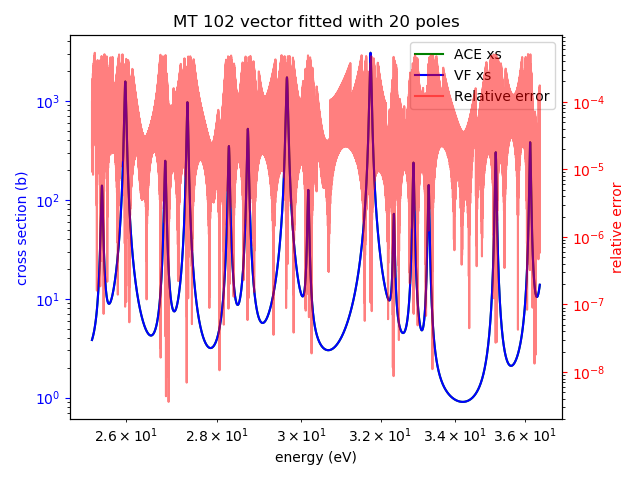 MT 102 vector fitted with 20 poles
ACE xs
VF xs
Relative error
10³
10²
10¹
10⁰
cross section (b)
10⁻⁴
10⁻⁵
10⁻⁶
10⁻⁷
10⁻⁸
relative error
2.6 × 10¹ 2.8 × 10¹ 3 × 10¹ 3.2 × 10¹ 3.4 × 10¹ 3.6 × 10¹
energy (eV)